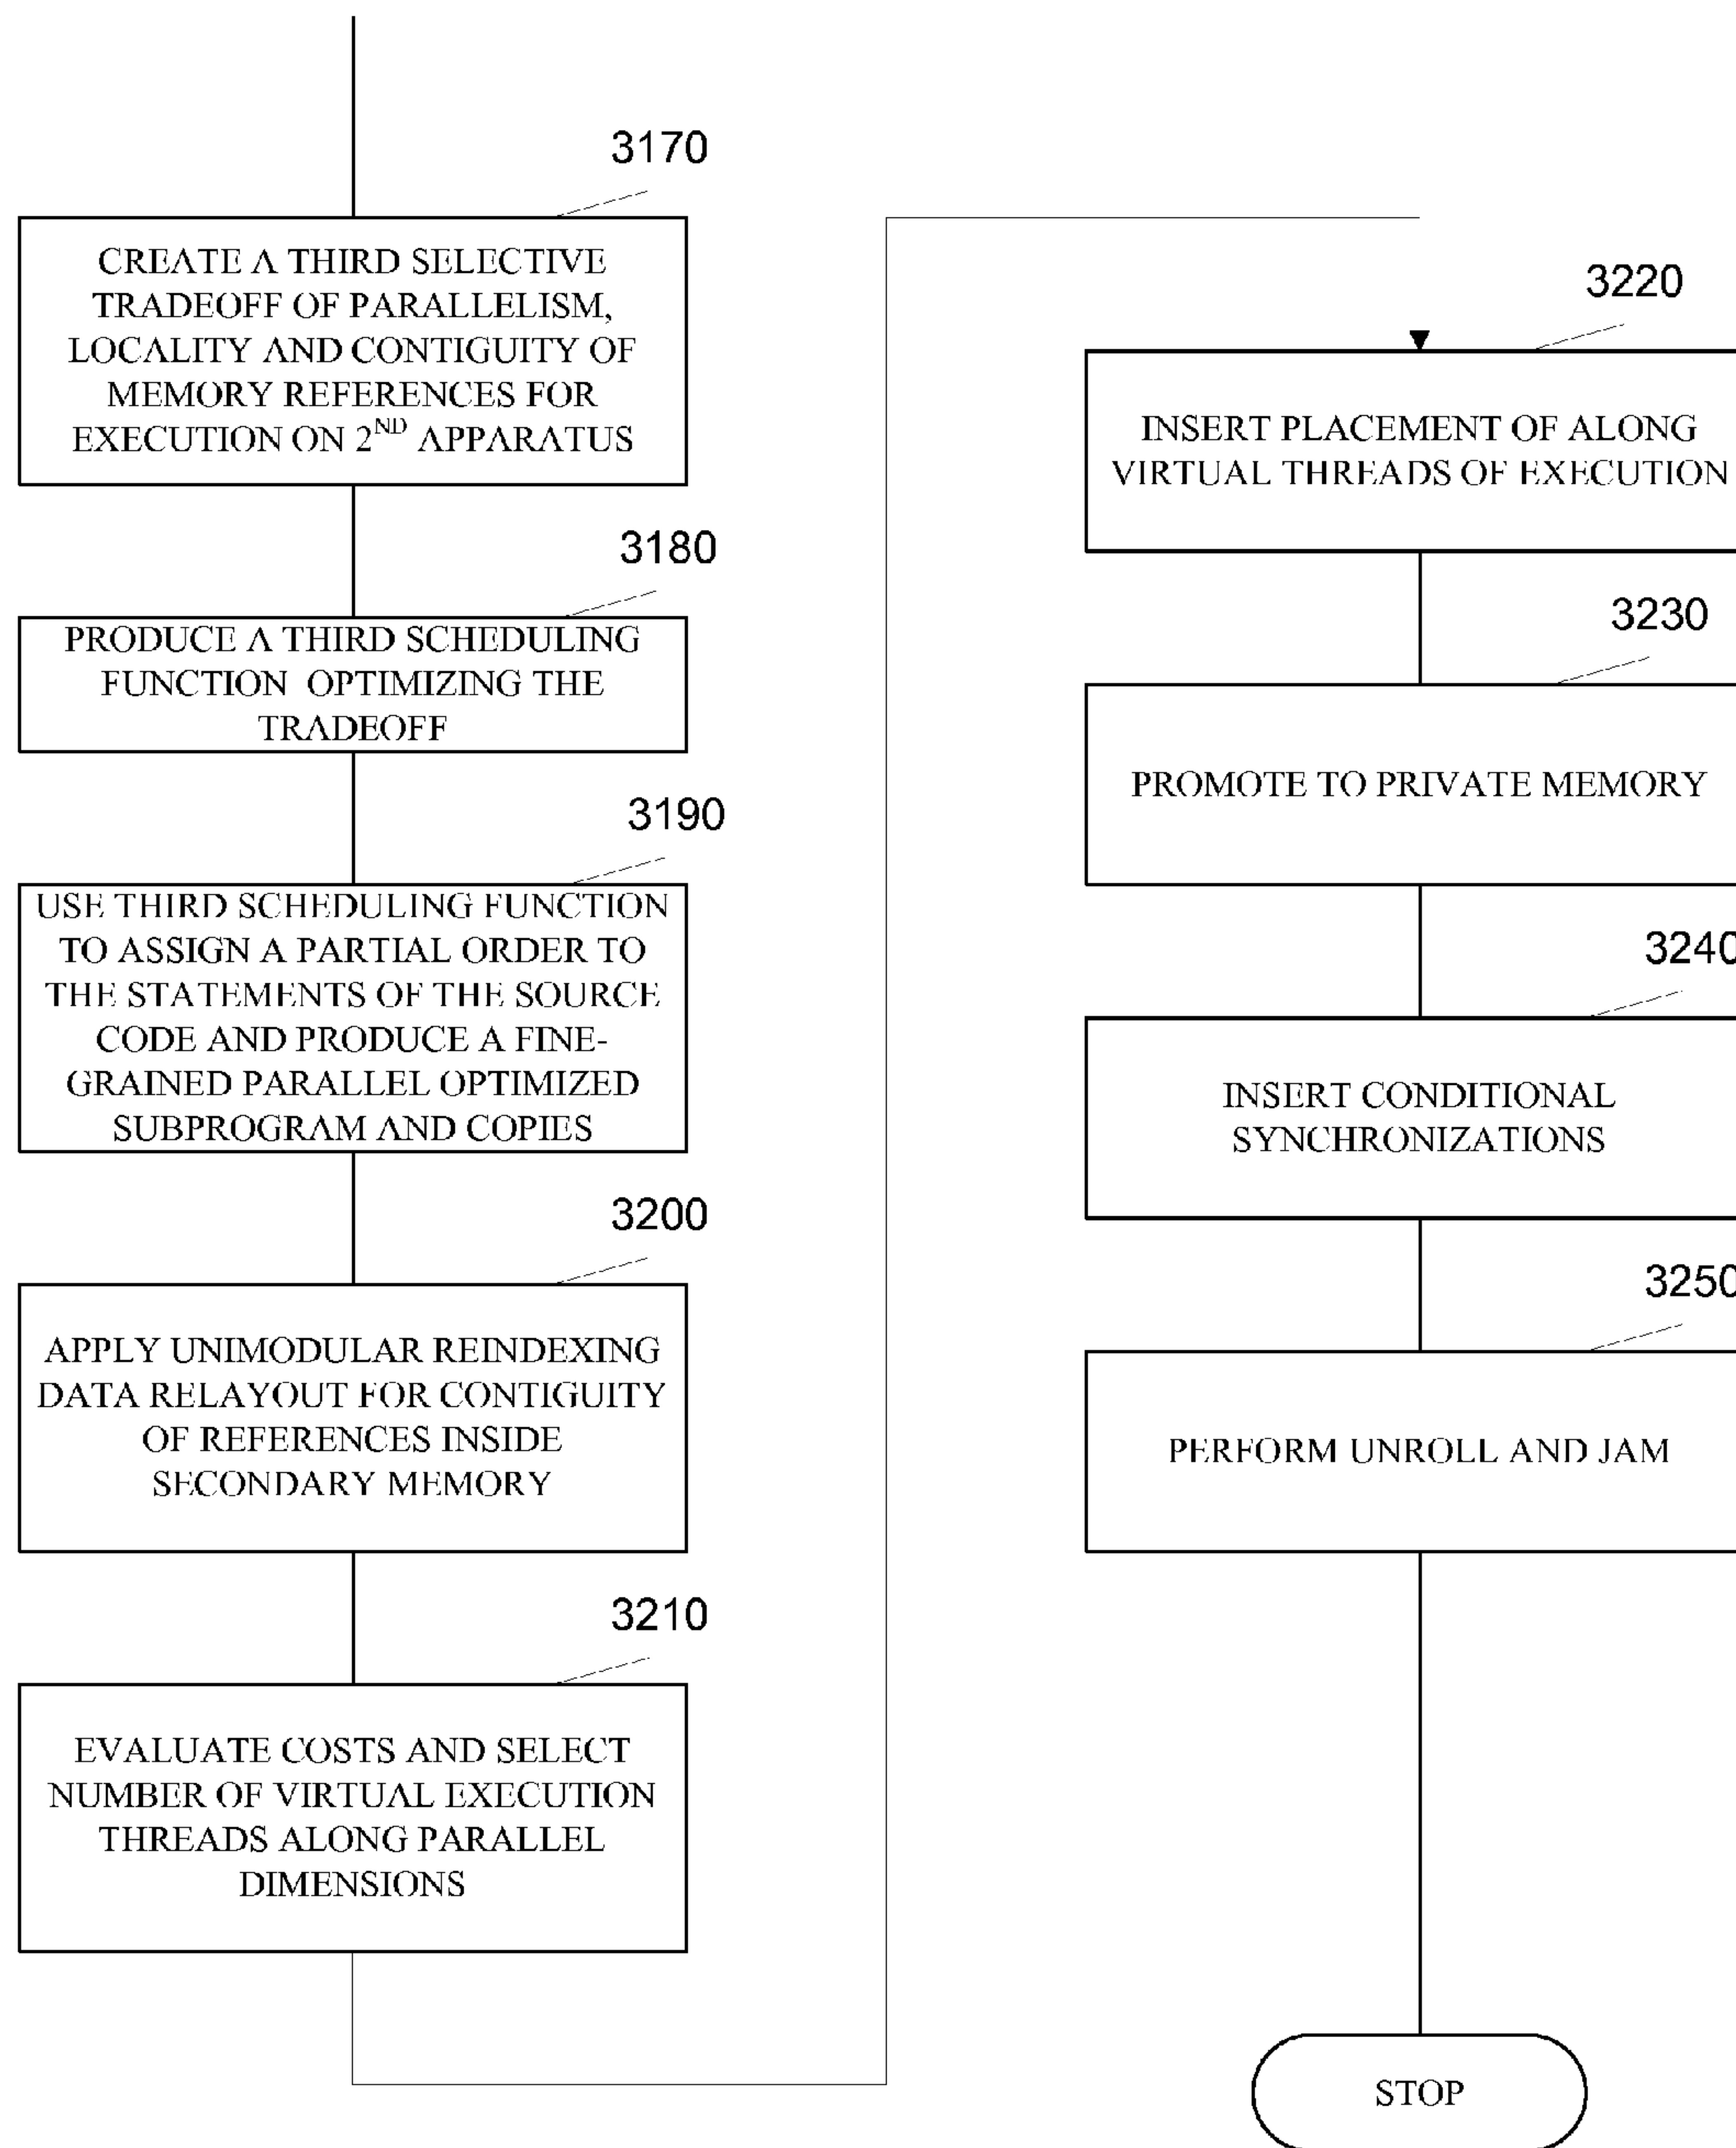 3170
CREATE A THIRD SELECTIVE
TRADEOFF OF PARALLELISM,
LOCALITY AND CONTIGUITY OF
MEMORY REFERENCES FOR
EXECUTION ON 2ND APPARATUS
3180
PRODUCE A THIRD SCHEDULING
FUNCTION OPTIMIZING THE
TRADEOFF
3190
USE THIRD SCHEDULING FUNCTION
TO ASSIGN A PARTIAL ORDER TO
THE STATEMENTS OF THE SOURCE
CODE AND PRODUCE A FINE-
GRAINED PARALLEL OPTIMIZED
SUBPROGRAM AND COPIES
3200
APPLY UNIMODULAR REINDEXING
DATA RELAYOUT FOR CONTIGUITY
OF REFERENCES INSIDE
SECONDARY MEMORY
3210
EVALUATE COSTS AND SELECT
NUMBER OF VIRTUAL EXECUTION
THREADS ALONG PARALLEL
DIMENSIONS
3220
INSERT PLACEMENT OF ALONG
VIRTUAL THREADS OF EXECUTION
3230
PROMOTE TO PRIVATE MEMORY
3240
INSERT CONDITIONAL
SYNCHRONIZATIONS
3250
PERFORM UNROLL AND JAM
STOP